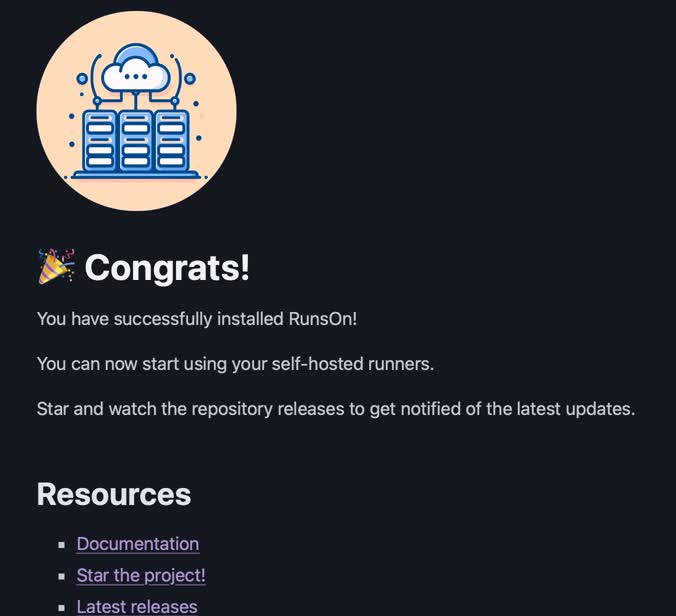 🎉 Congrats!
You have successfully installed RunsOn!
You can now start using your self-hosted runners.
Star and watch the repository releases to get notified of the latest updates.
Resources
Documentation
Star the project!
Latest releases